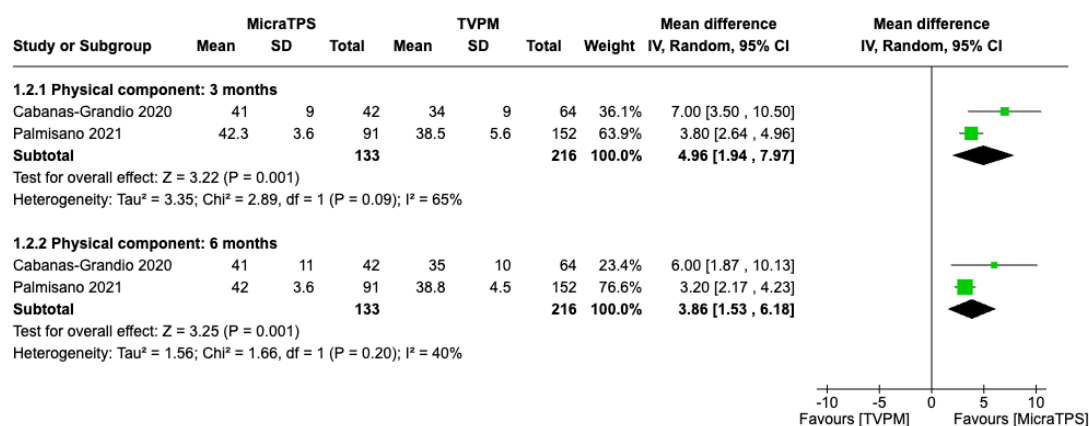 MicraTPS TVPM Mean difference Mean difference
Study or Subgroup Mean SD Total Mean SD Total Weight IV, Random, 95% CI IV, Random, 95% CI
1.2.1 Physical component: 3 months
Cabanas-Grandio 2020 41 9 42 34 9 64 36.1% 7.00 [3.50 , 10.50]
Palmisano 2021 42.3 3.6 91 38.5 5.6 152 63.9% 3.80 [2.64 , 4.96]
Subtotal 133 216 100.0% 4.96 [1.94 , 7.97]
Test for overall effect: Z = 3.22 (P = 0.001)
Heterogeneity: Tau² = 3.35; Chi² = 2.89, df = 1 (P = 0.09); I² = 65%
1.2.2 Physical component: 6 months
Cabanas-Grandio 2020 41 11 42 35 10 64 23.4% 6.00 [1.87 , 10.13]
Palmisano 2021 42 3.6 91 38.8 4.5 152 76.6% 3.20 [2.17 , 4.23]
Subtotal 133 216 100.0% 3.86 [1.53 , 6.18]
Test for overall effect: Z = 3.25 (P = 0.001)
Heterogeneity: Tau² = 1.56; Chi² = 1.66, df = 1 (P = 0.20); I² = 40%
-10 -5 0 5 10
Favours [TVPM] Favours [MicraTPS]